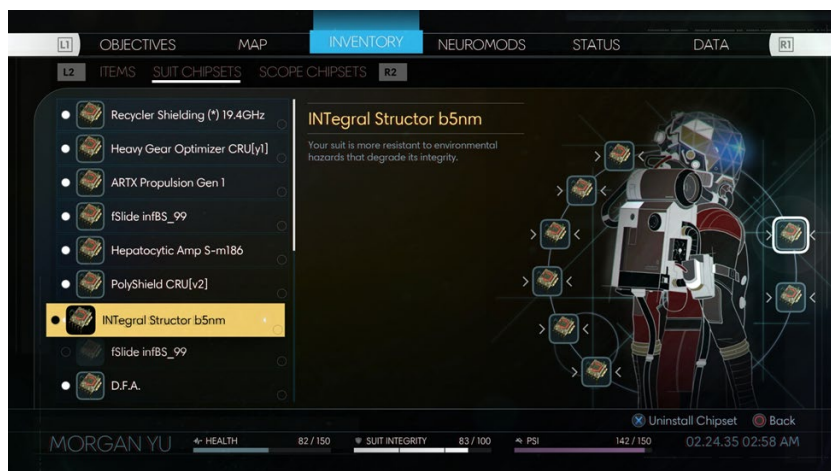 L1 OBJECTIVES MAP INVENTORY NEUROMODS STATUS DATA R1
L2 ITEMS SUIT CHIPSETS SCOPE CHIPSETS R2
Recycler Shielding (*) 19.4GHz
Heavy Gear Optimizer CRU[y1]
ARTX Propulsion Gen 1
fSlide infBS_99
Hepatocytic Amp S-m186
PolyShield CRU[v2]
INTegral Structor b5nm
fSlide infBS_99
D.F.A.
INTegral Structor b5nm
Your suit is more resistant to environmental
hazards that degrade its integrity.
Uninstall Chipset Back
MORGAN YU HEALTH 82 / 150 SUIT INTEGRITY 83 / 100 PSI 142 / 150 02.24.35 02:58 AM